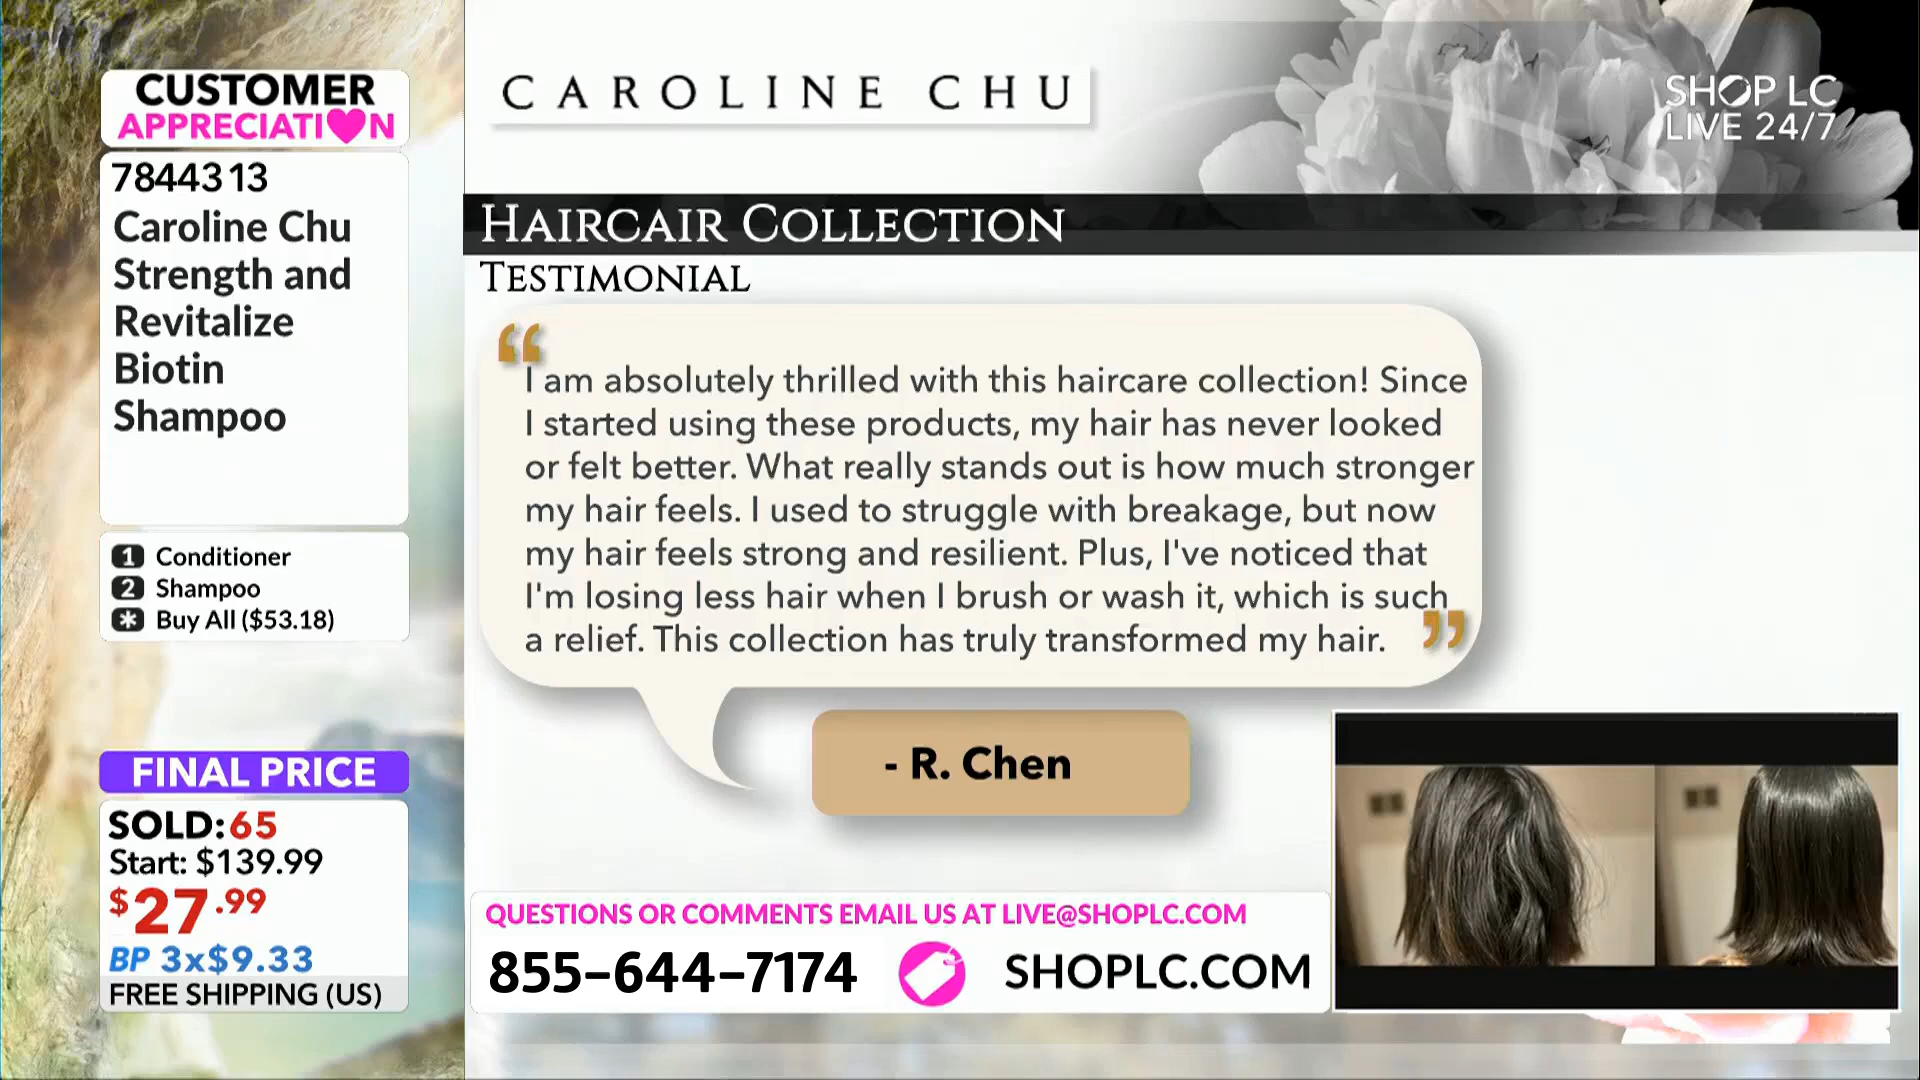 CUSTOMER
APPRECIATI♥N
7844313
Caroline Chu
Strength and
Revitalize
Biotin
Shampoo
1 Conditioner
2 Shampoo
* Buy All ($53.18)
FINAL PRICE
SOLD: 65
Start: $139.99
$27.99
BP 3x$9.33
FREE SHIPPING (US)
CAROLINE CHU
SHOP LC
LIVE 24/7
HAIRCAIR COLLECTION
TESTIMONIAL
“
I am absolutely thrilled with this haircare collection! Since
I started using these products, my hair has never looked
or felt better. What really stands out is how much stronger
my hair feels. I used to struggle with breakage, but now
my hair feels strong and resilient. Plus, I've noticed that
I'm losing less hair when I brush or wash it, which is such
a relief. This collection has truly transformed my hair. ”
- R. Chen
QUESTIONS OR COMMENTS EMAIL US AT LIVE@SHOPLC.COM
855-644-7174 SHOPLC.COM